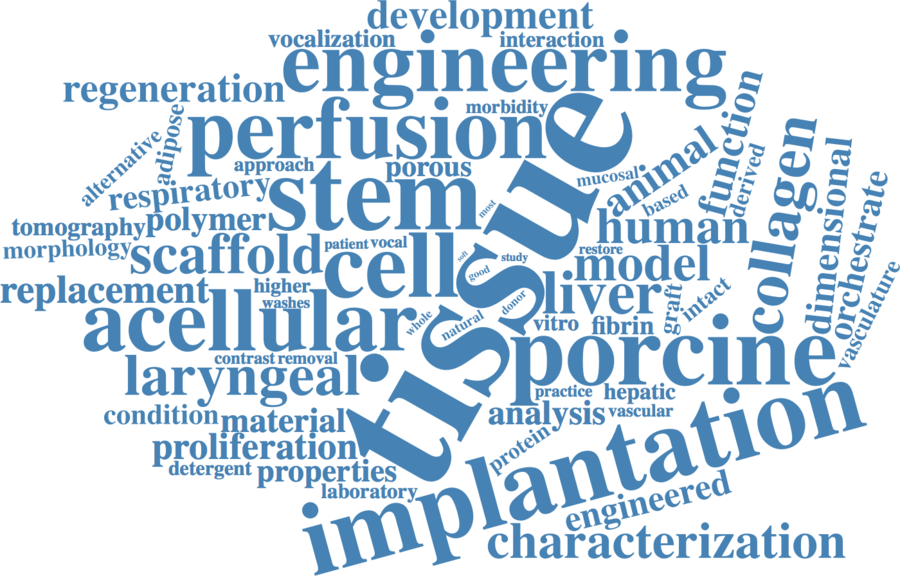 development
vocalization
interaction
engineering
regeneration
morbidity
perfusion
tissue
adipose
alternative
approach
porous
mucosal
animal
function
derived
based
collagen
dimensional
orchestrate
vasculature
respiratory
stem
most
tomography
polymer
human
morphology
scaffold
patient
vocal
cell
soft
good
study
restore
model
replacement
higher
washes
liver
graft
intact
acellular
whole
natural
donor
vitro
fibrin
porcine
contrast
removal
laryngeal
practice
hepatic
condition
material
analysis
vascular
proliferation
protein
implantation
detergent
properties
laboratory
engineered
characterization